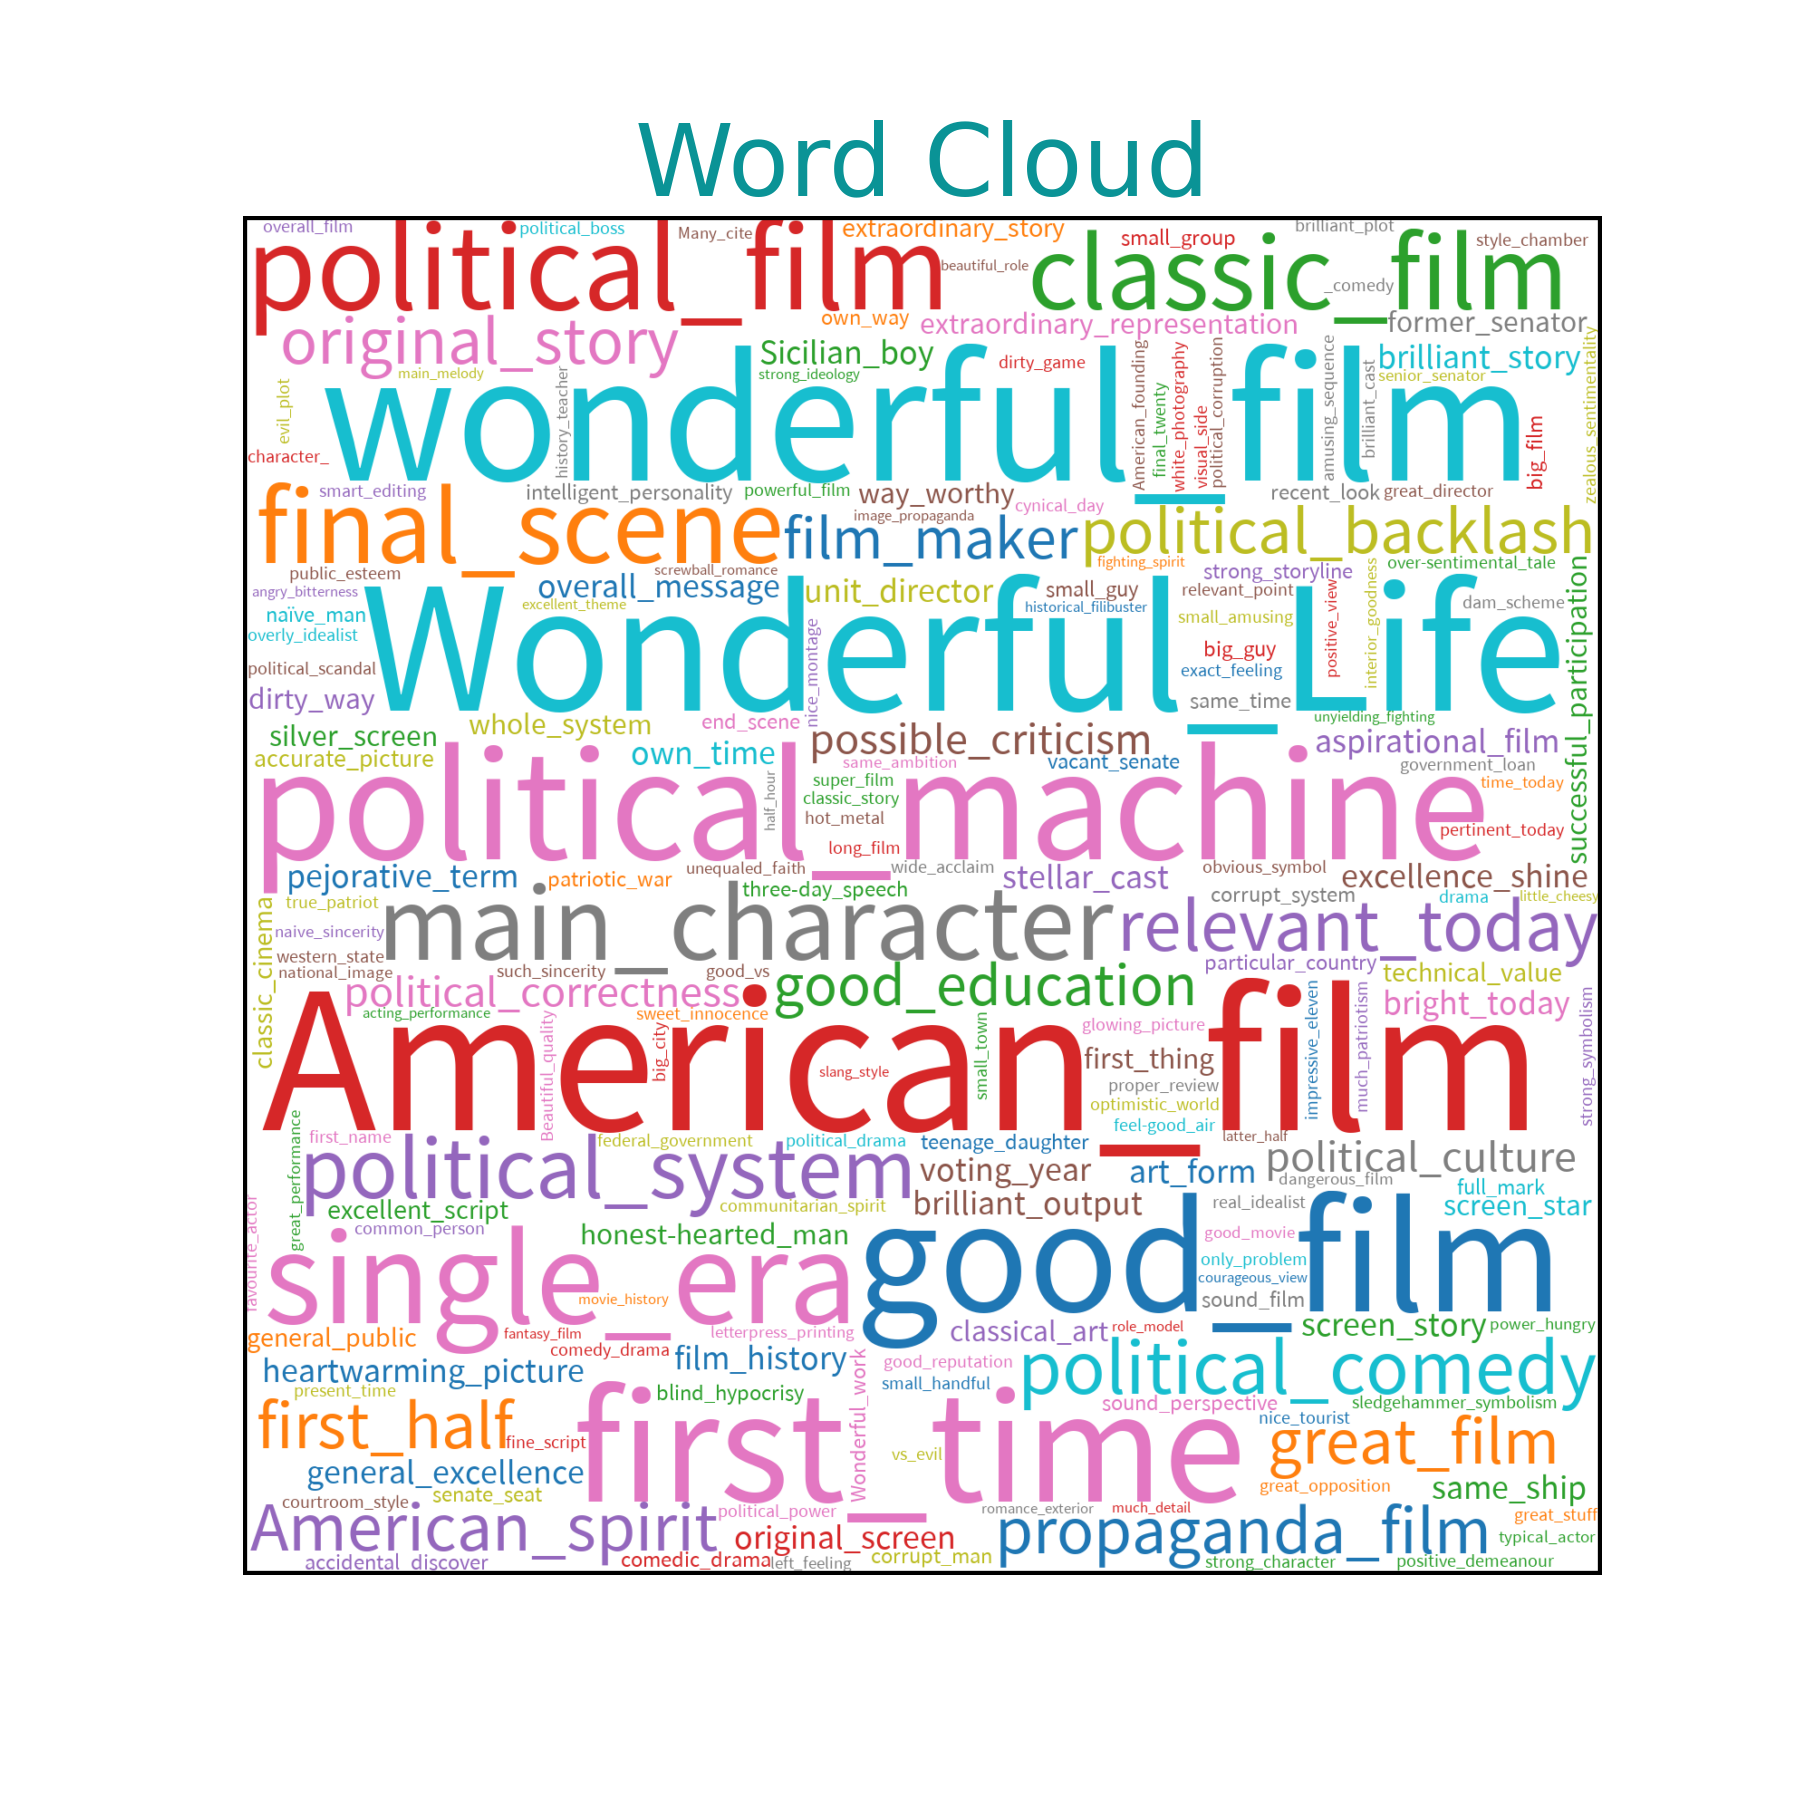 Word Cloud
overall_film
political_boss
Many_cite
extraordinary_story
small_group
brilliant_plot
style_chamber
political_film
beautiful_role
classic_film
_comedy
original_story
own_way
extraordinary_representation
former_senator
Sicilian_boy
dirty_game
brilliant_story
main_melody
strong_ideology
senior_senator
evil_plot
history_teacher
wonderful_film
American_founding
final_twenty
white_photography
visual_side
political_corruption
amusing_sequence
brilliant_cast
big_film
zealous_sentimentality
character_
smart_editing
intelligent_personality
powerful_film
way_worthy
cynical_day
recent_look
great_director
final_scene
image_propaganda
film_maker
political_backlash
public_esteem
screwball_romance
fighting_spirit
over-sentimental_tale
angry_bitterness
overall_message
unit_director
small_guy
strong_storyline
relevant_point
dam_scheme
naïve_man
excellent_theme
historical_filibuster
small_amusing
positive_view
interior_goodness
successful_participation
overly_idealist
Wonderful_Life
nice_montage
big_guy
political_scandal
exact_feeling
dirty_way
same_time
whole_system
end_scene
unyielding_fighting
silver_screen
own_time
possible_criticism
aspirational_film
accurate_picture
same_ambition
vacant_senate
government_loan
half_hour
super_film
time_today
classic_story
political_machine
hot_metal
pertinent_today
long_film
pejorative_term
patriotic_war
unequaled_faith
wide_acclaim
stellar_cast
obvious_symbol
excellence_shine
three-day_speech
corrupt_system
drama
little_cheesy
true_patriot
main_character
relevant_today
naive_sincerity
classic_cinema
western_state
national_image
such_sincerity
good_vs
good_education
particular_country
technical_value
political_correctness
bright_today
acting_performance
sweet_innocence
Beautiful_quality
big_city
small_town
glowing_picture
impressive_eleven
much_patriotism
strong_symbolism
American_film
slang_style
first_thing
proper_review
optimistic_world
feel-good_air
great_performance
first_name
federal_government
political_drama
teenage_daughter
latter_half
political_system
voting_year
art_form
political_culture
dangerous_film
full_mark
excellent_script
communitarian_spirit
brilliant_output
real_idealist
screen_star
favourite_actor
common_person
honest-hearted_man
good_film
good_movie
single_era
only_problem
courageous_view
movie_history
sound_film
general_public
fantasy_film
letterpress_printing
classical_art
role_model
screen_story
power_hungry
comedy_drama
film_history
heartwarming_picture
good_reputation
political_comedy
present_time
blind_hypocrisy
Wonderful_work
small_handful
sound_perspective
sledgehammer_symbolism
first_half
first_time
nice_tourist
fine_script
vs_evil
great_film
general_excellence
great_opposition
same_ship
courtroom_style
senate_seat
political_power
romance_exterior
much_detail
great_stuff
American_spirit
original_screen
propaganda_film
typical_actor
accidental_discover
comedic_drama
left_feeling
corrupt_man
strong_character
positive_demeanour